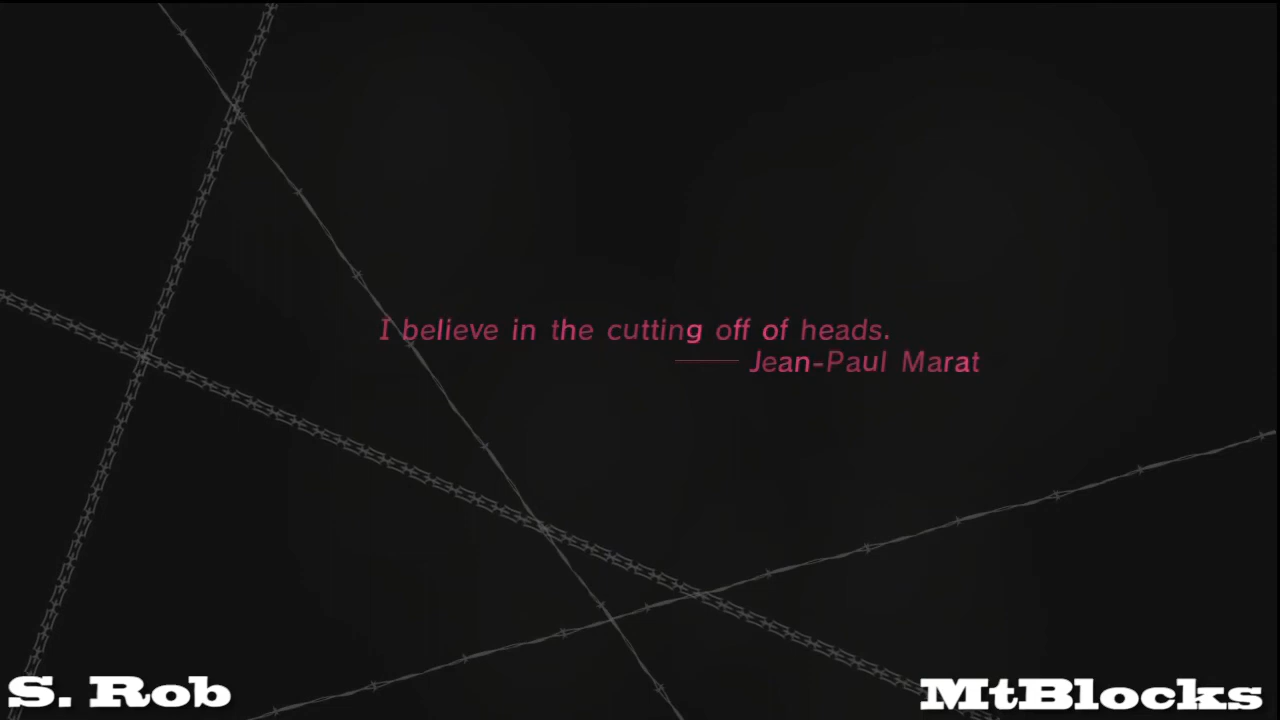 I believe in the cutting off of heads.
—— Jean-Paul Marat
S. Rob
MtBlocks